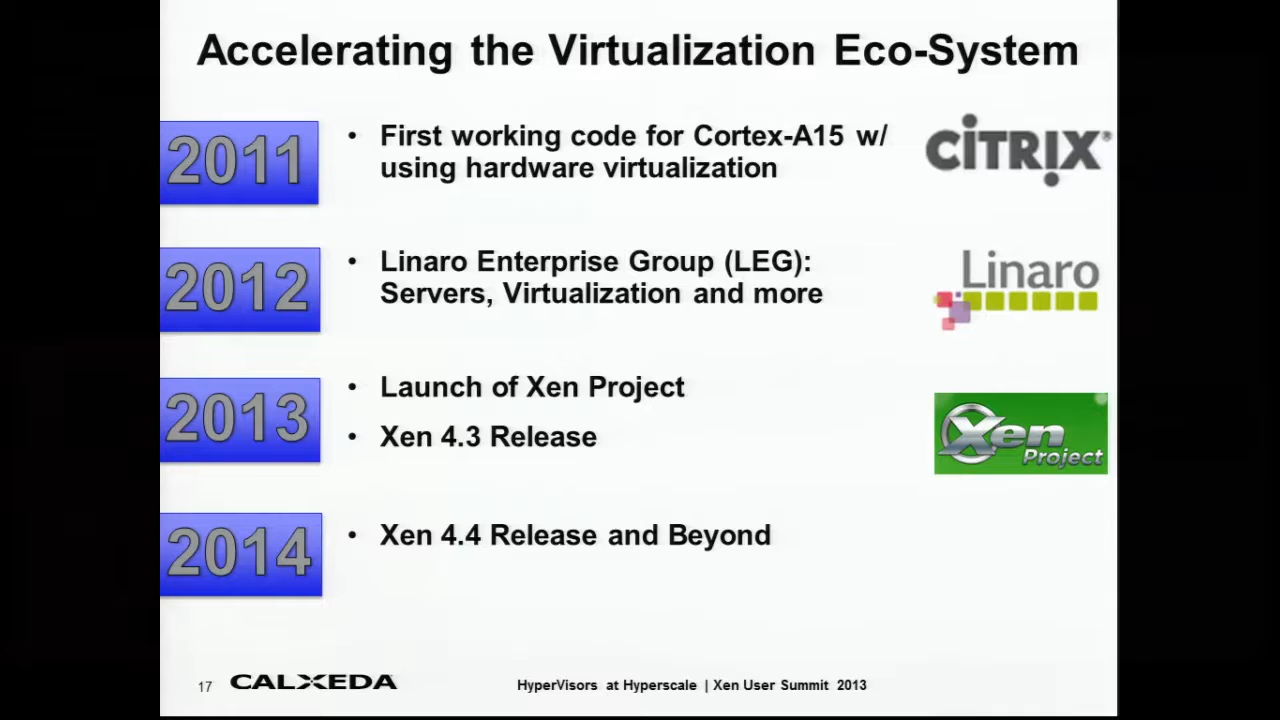 Accelerating the Virtualization Eco-System
2011
• First working code for Cortex-A15 w/
using hardware virtualization
CİTRIX®
2012
• Linaro Enterprise Group (LEG):
Servers, Virtualization and more
Linaro
2013
• Launch of Xen Project
• Xen 4.3 Release
Xen
Project
2014
• Xen 4.4 Release and Beyond
17 CALXEDA HyperVisors at Hyperscale | Xen User Summit 2013